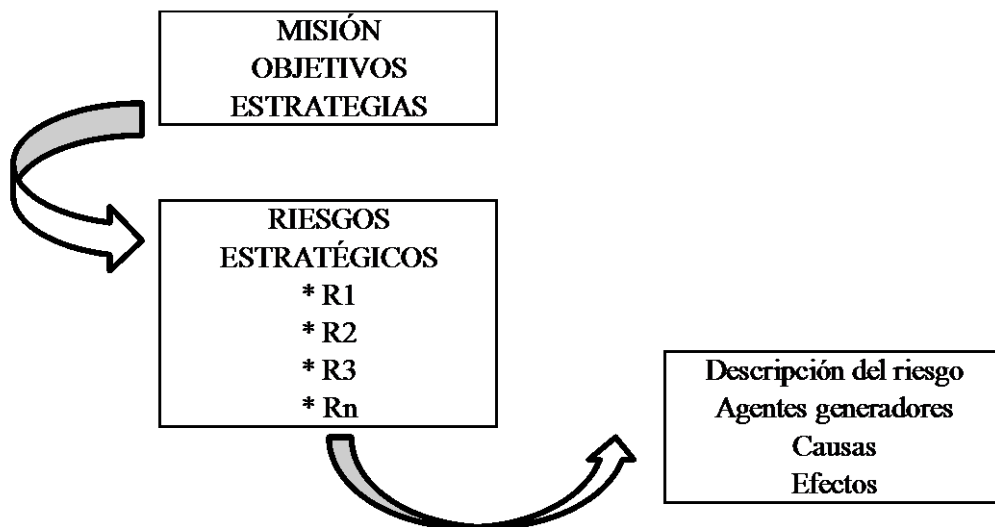 MISIÓN
OBJETIVOS
ESTRATEGIAS
RIESGOS
ESTRATÉGICOS
* R1
* R2
* R3
* Rn
Descripción del riesgo
Agentes generadores
Causas
Efectos